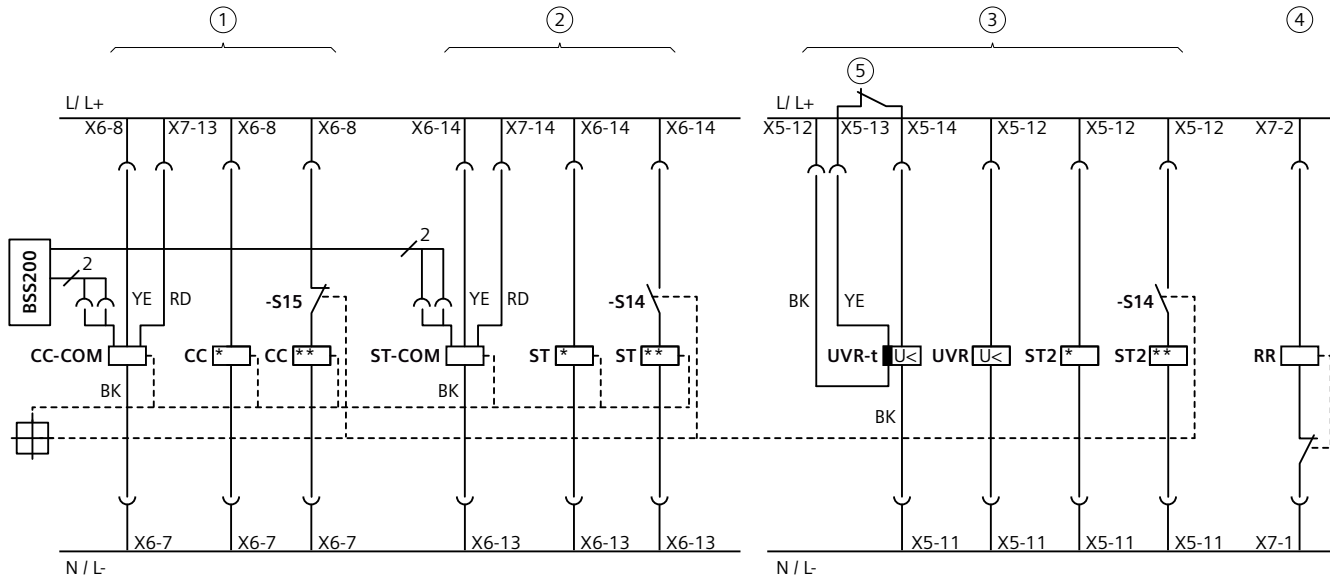 1 2 3 4
5
L/ L+ L/ L+
X6-8 X7-13 X6-8 X6-8 X6-14 X7-14 X6-14 X6-14 X5-12 X5-13 X5-14 X5-12 X5-12 X5-12 X7-2
2
BSS200
2
YE RD -S15 YE RD -S14 BK YE -S14
CC-COM CC * CC ** ST-COM ST * ST ** UVR-t U< UVR U< ST2 * ST2 ** RR
BK BK BK
X6-7 X6-7 X6-7 X6-13 X6-13 X6-13 X5-11 X5-11 X5-11 X5-11 X7-1
N / L- N / L-